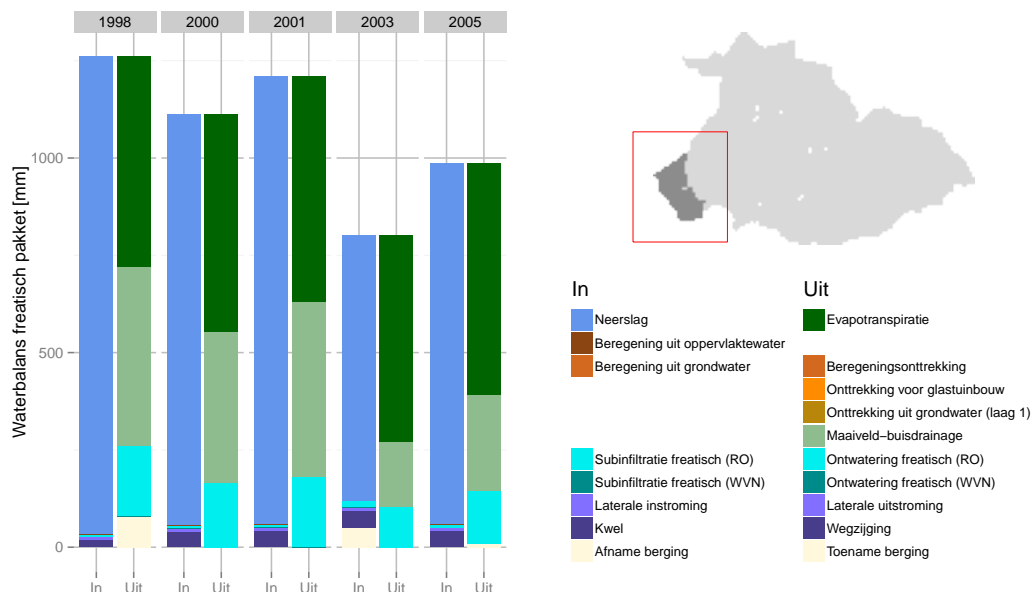 1998 2000 2001 2003 2005
Waterbalans freatisch pakket [mm]
1000
500
0
In Uit In Uit In Uit In Uit In Uit
In
Neerslag
Beregening uit oppervlaktewater
Beregening uit grondwater
Subinfiltratie freatisch (RO)
Subinfiltratie freatisch (WVN)
Laterale instroming
Kwel
Afname berging
Uit
Evapotranspiratie
Beregeningsonttrekking
Onttrekking voor glastuinbouw
Onttrekking uit grondwater (laag 1)
Maaiveld−buisdrainage
Ontwatering freatisch (RO)
Ontwatering freatisch (WVN)
Laterale uitstroming
Wegzijging
Toename berging